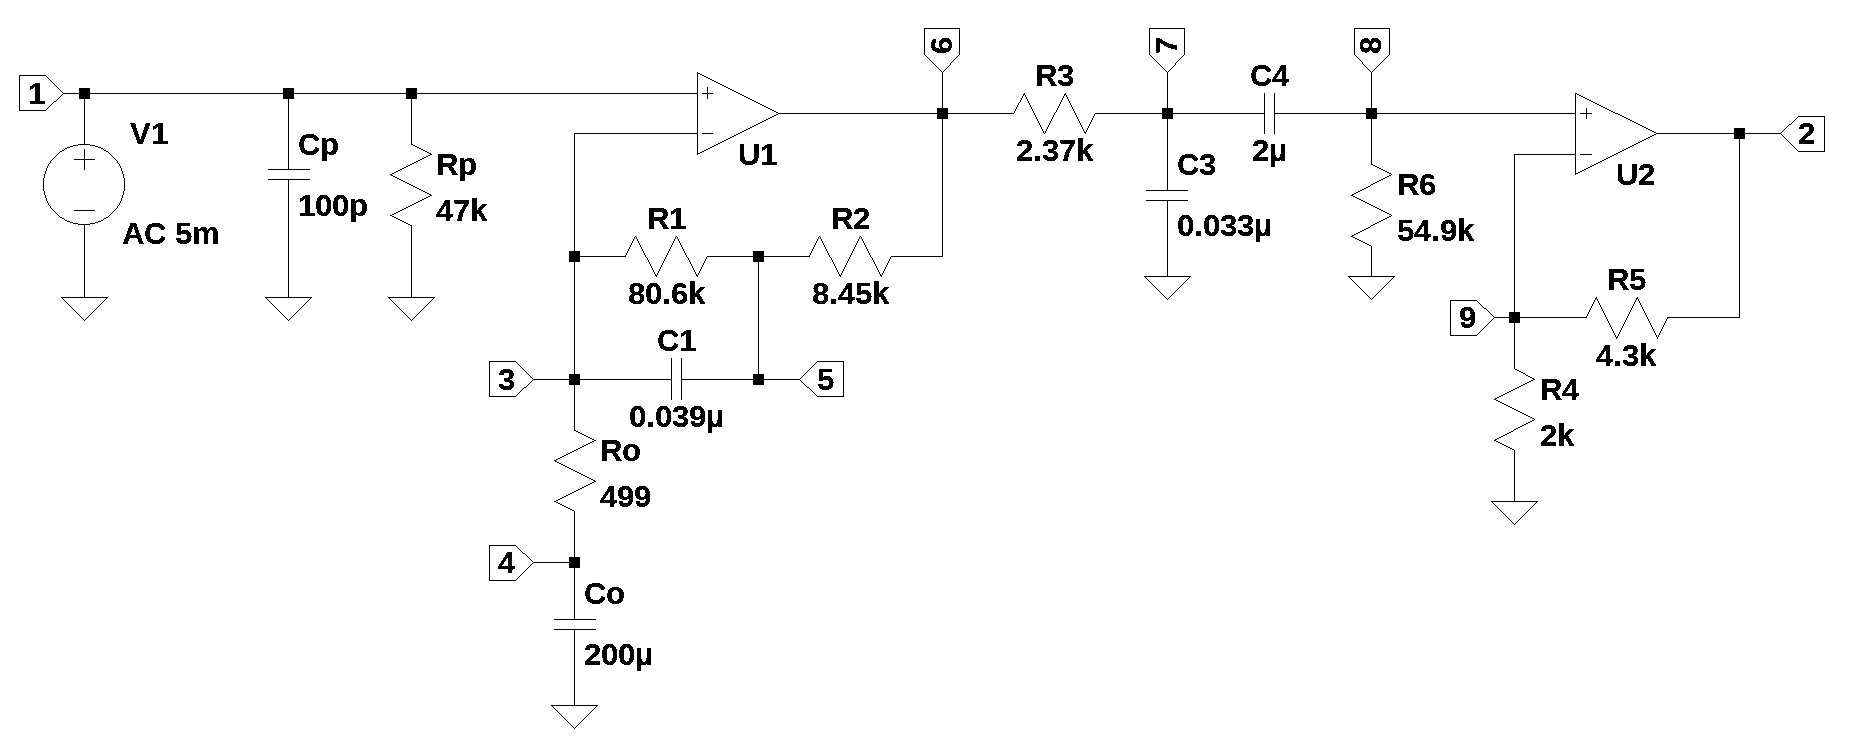 1
V1
AC 5m
Cp
100p
Rp
47k
+
−
U1
6
R3
2.37k
7
C4
2µ
8
C3
0.033µ
R6
54.9k
+
−
U2
2
R1
80.6k
R2
8.45k
C1
0.039µ
3
5
Ro
499
4
Co
200µ
9
R5
4.3k
R4
2k